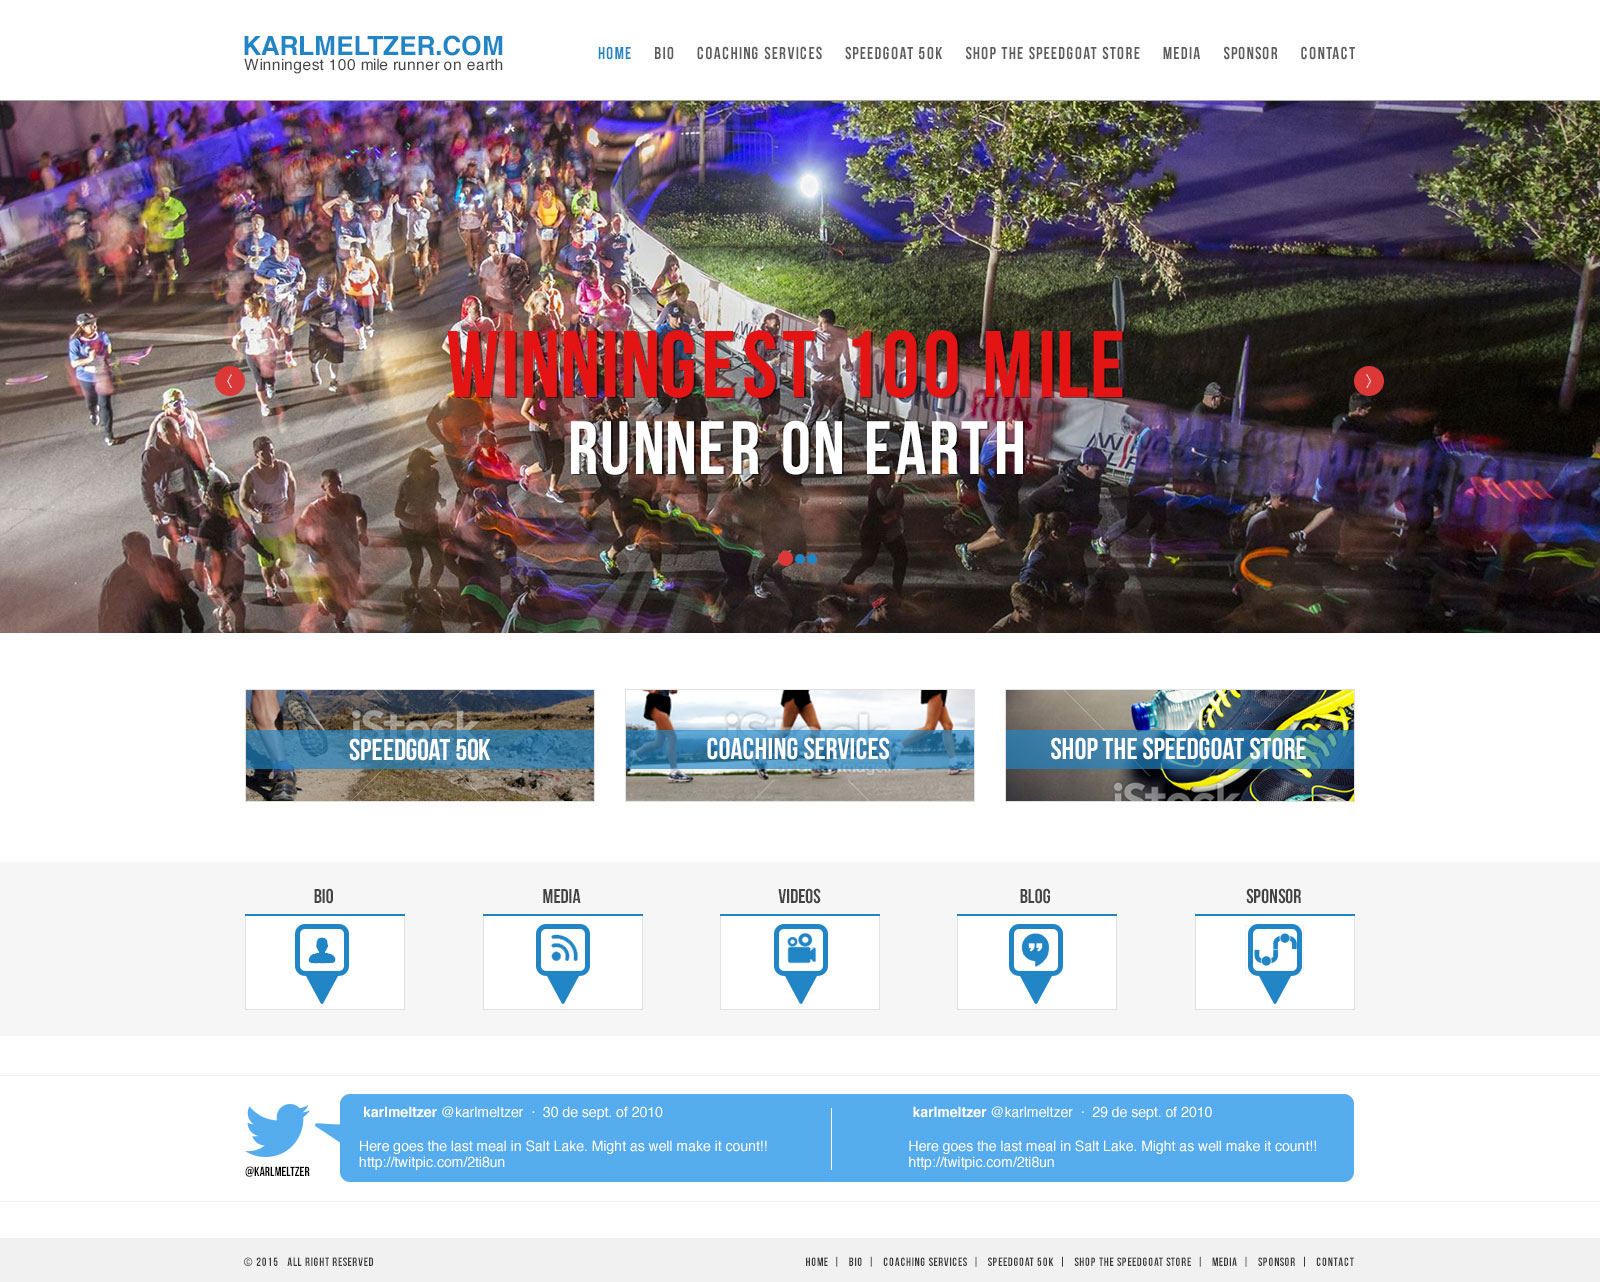 KARLMELTZER.COM
Winningest 100 mile runner on earth
HOME BIO COACHING SERVICES SPEEDGOAT 50K SHOP THE SPEEDGOAT STORE MEDIA SPONSOR CONTACT
WINNINGEST 100 MILE
RUNNER ON EARTH
iStock
SPEEDGOAT 50K
iStock
COACHING SERVICES
SHOP THE SPEEDGOAT STORE
iStock
BIO MEDIA VIDEOS BLOG SPONSOR
karlmeltzer @karlmeltzer · 30 de sept. of 2010
Here goes the last meal in Salt Lake. Might as well make it count!!
http://twitpic.com/2ti8un
karlmeltzer @karlmeltzer · 29 de sept. of 2010
Here goes the last meal in Salt Lake. Might as well make it count!!
http://twitpic.com/2ti8un
@KARLMELTZER
© 2015 ALL RIGHT RESERVED
HOME | BIO | COACHING SERVICES | SPEEDGOAT 50K | SHOP THE SPEEDGOAT STORE | MEDIA | SPONSOR | CONTACT